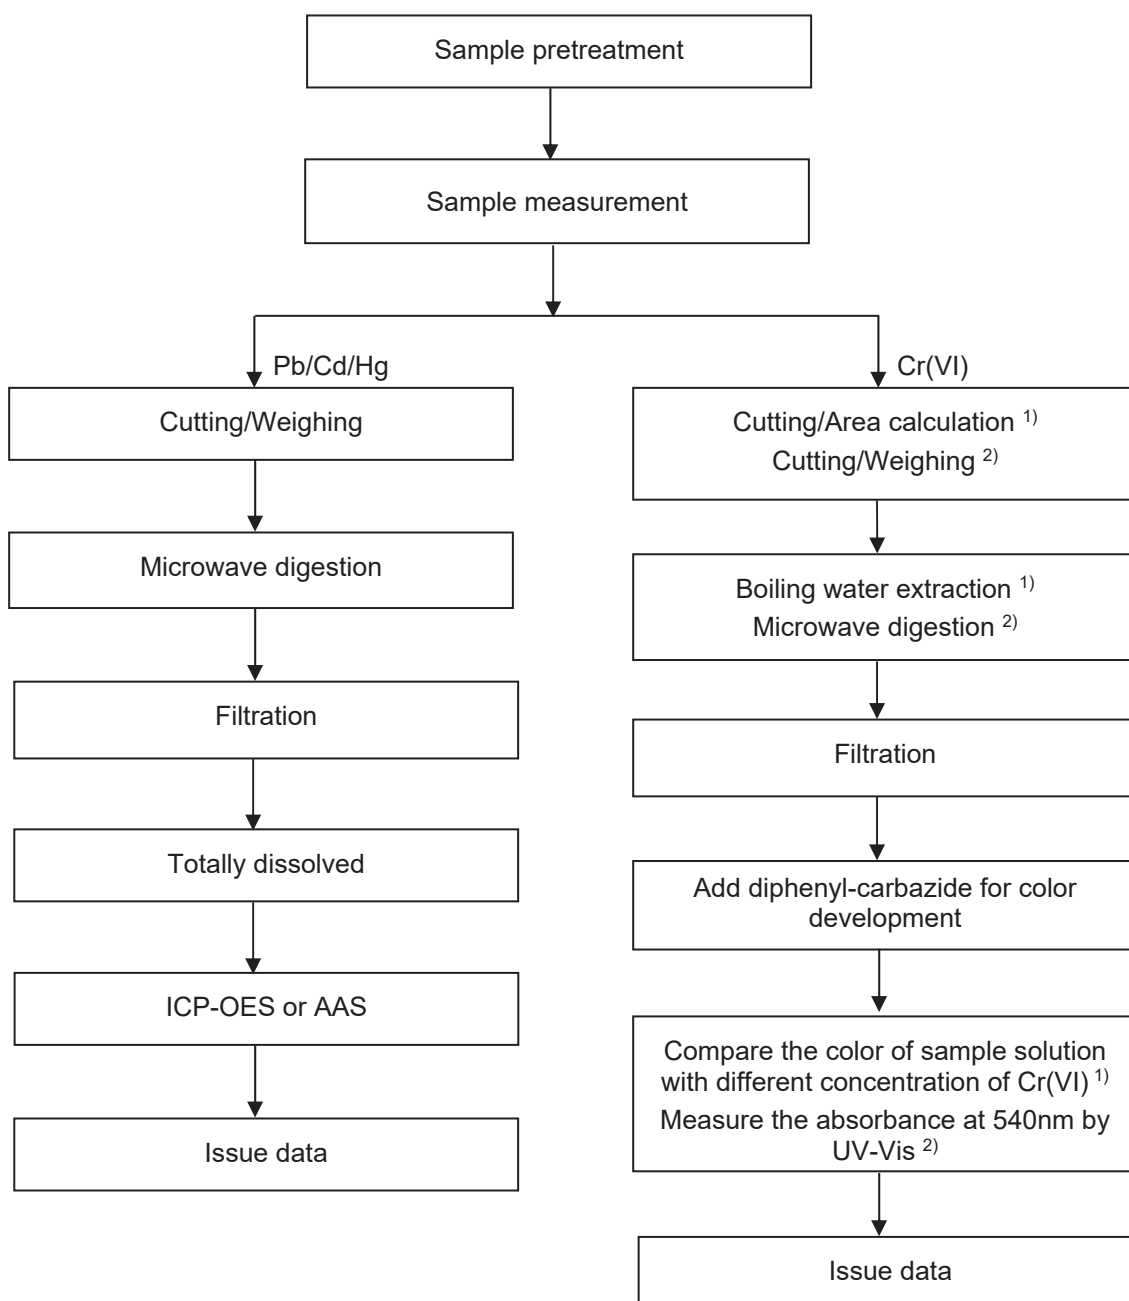 Sample pretreatment
Sample measurement
Pb/Cd/Hg
Cutting/Weighing
Microwave digestion
Filtration
Totally dissolved
ICP-OES or AAS
Issue data
Cr(VI)
Cutting/Area calculation 1)
Cutting/Weighing 2)
Boiling water extraction 1)
Microwave digestion 2)
Filtration
Add diphenyl-carbazide for color
development
Compare the color of sample solution
with different concentration of Cr(VI) 1)
Measure the absorbance at 540nm by
UV-Vis 2)
Issue data